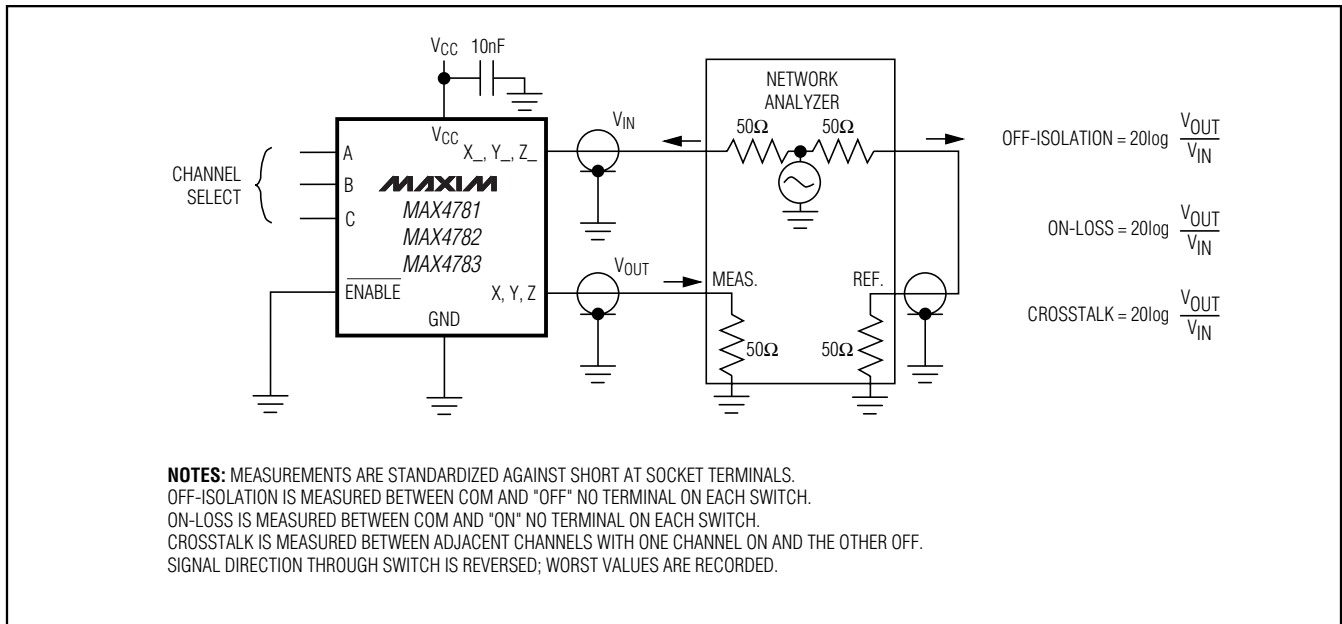 VCC 10nF
VCC
A
B
C
CHANNEL
SELECT
ENABLE
X_, Y_, Z_
MAXIM
MAX4781
MAX4782
MAX4783
X, Y, Z
GND
VIN
VOUT
NETWORK
ANALYZER
50Ω 50Ω
MEAS. REF.
50Ω 50Ω
OFF-ISOLATION = 20log VOUT
VIN
ON-LOSS = 20log VOUT
VIN
CROSSTALK = 20log VOUT
VIN
NOTES: MEASUREMENTS ARE STANDARDIZED AGAINST SHORT AT SOCKET TERMINALS.
OFF-ISOLATION IS MEASURED BETWEEN COM AND "OFF" NO TERMINAL ON EACH SWITCH.
ON-LOSS IS MEASURED BETWEEN COM AND "ON" NO TERMINAL ON EACH SWITCH.
CROSSTALK IS MEASURED BETWEEN ADJACENT CHANNELS WITH ONE CHANNEL ON AND THE OTHER OFF.
SIGNAL DIRECTION THROUGH SWITCH IS REVERSED; WORST VALUES ARE RECORDED.